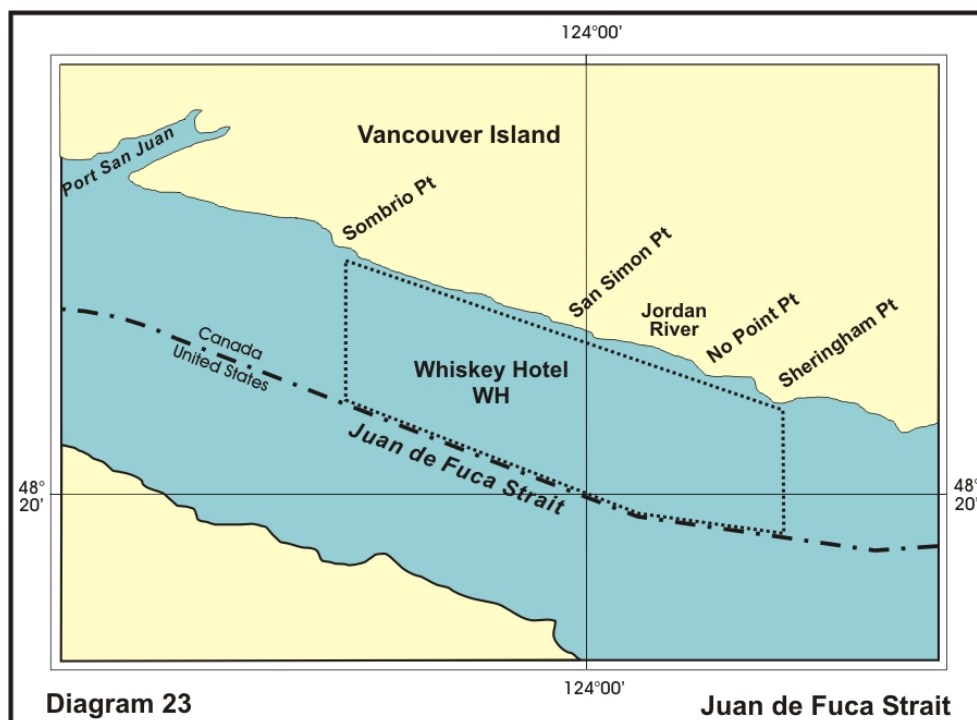 124°00'
Vancouver Island
Port San Juan
Sombrio Pt
San Simon Pt
Jordan
River
No Point Pt
Sheringham Pt
Canada
United States
Whiskey Hotel
WH
Juan de Fuca Strait
48°
20'
48°
20'
124°00'
Diagram 23
Juan de Fuca Strait